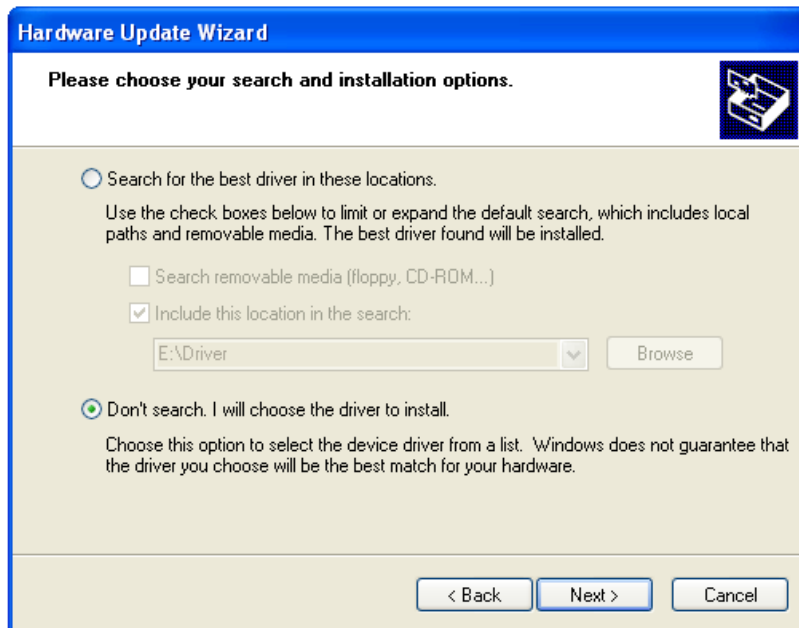 Hardware Update Wizard
Please choose your search and installation options.
Search for the best driver in these locations.
Use the check boxes below to limit or expand the default search, which includes local
paths and removable media. The best driver found will be installed.
Search removable media (floppy, CD-ROM...)
Include this location in the search:
E:\Driver
Browse
Don't search. I will choose the driver to install.
Choose this option to select the device driver from a list.  Windows does not guarantee that
the driver you choose will be the best match for your hardware.
< Back
Next >
Cancel